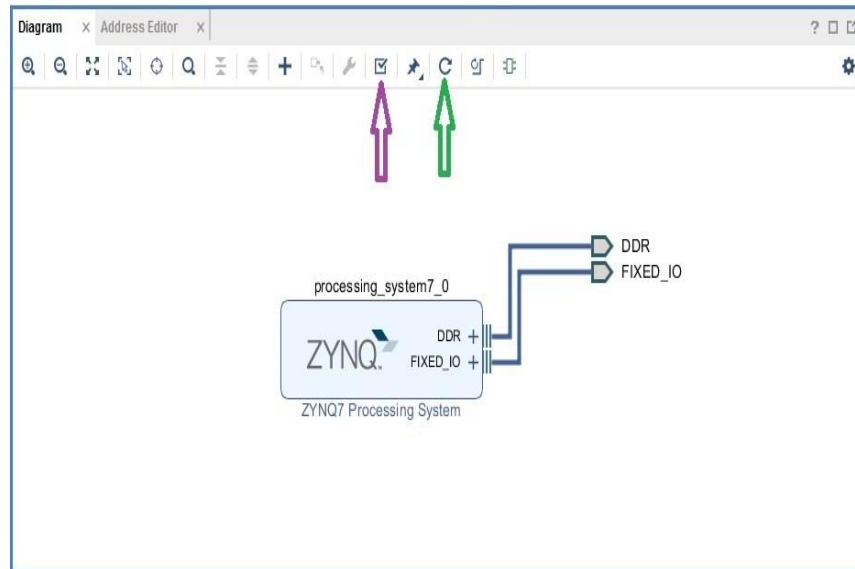 Diagram × Address Editor ×
processing_system7_0
DDR
FIXED_IO
ZYNQ
DDR
FIXED_IO
ZYNQ7 Processing System